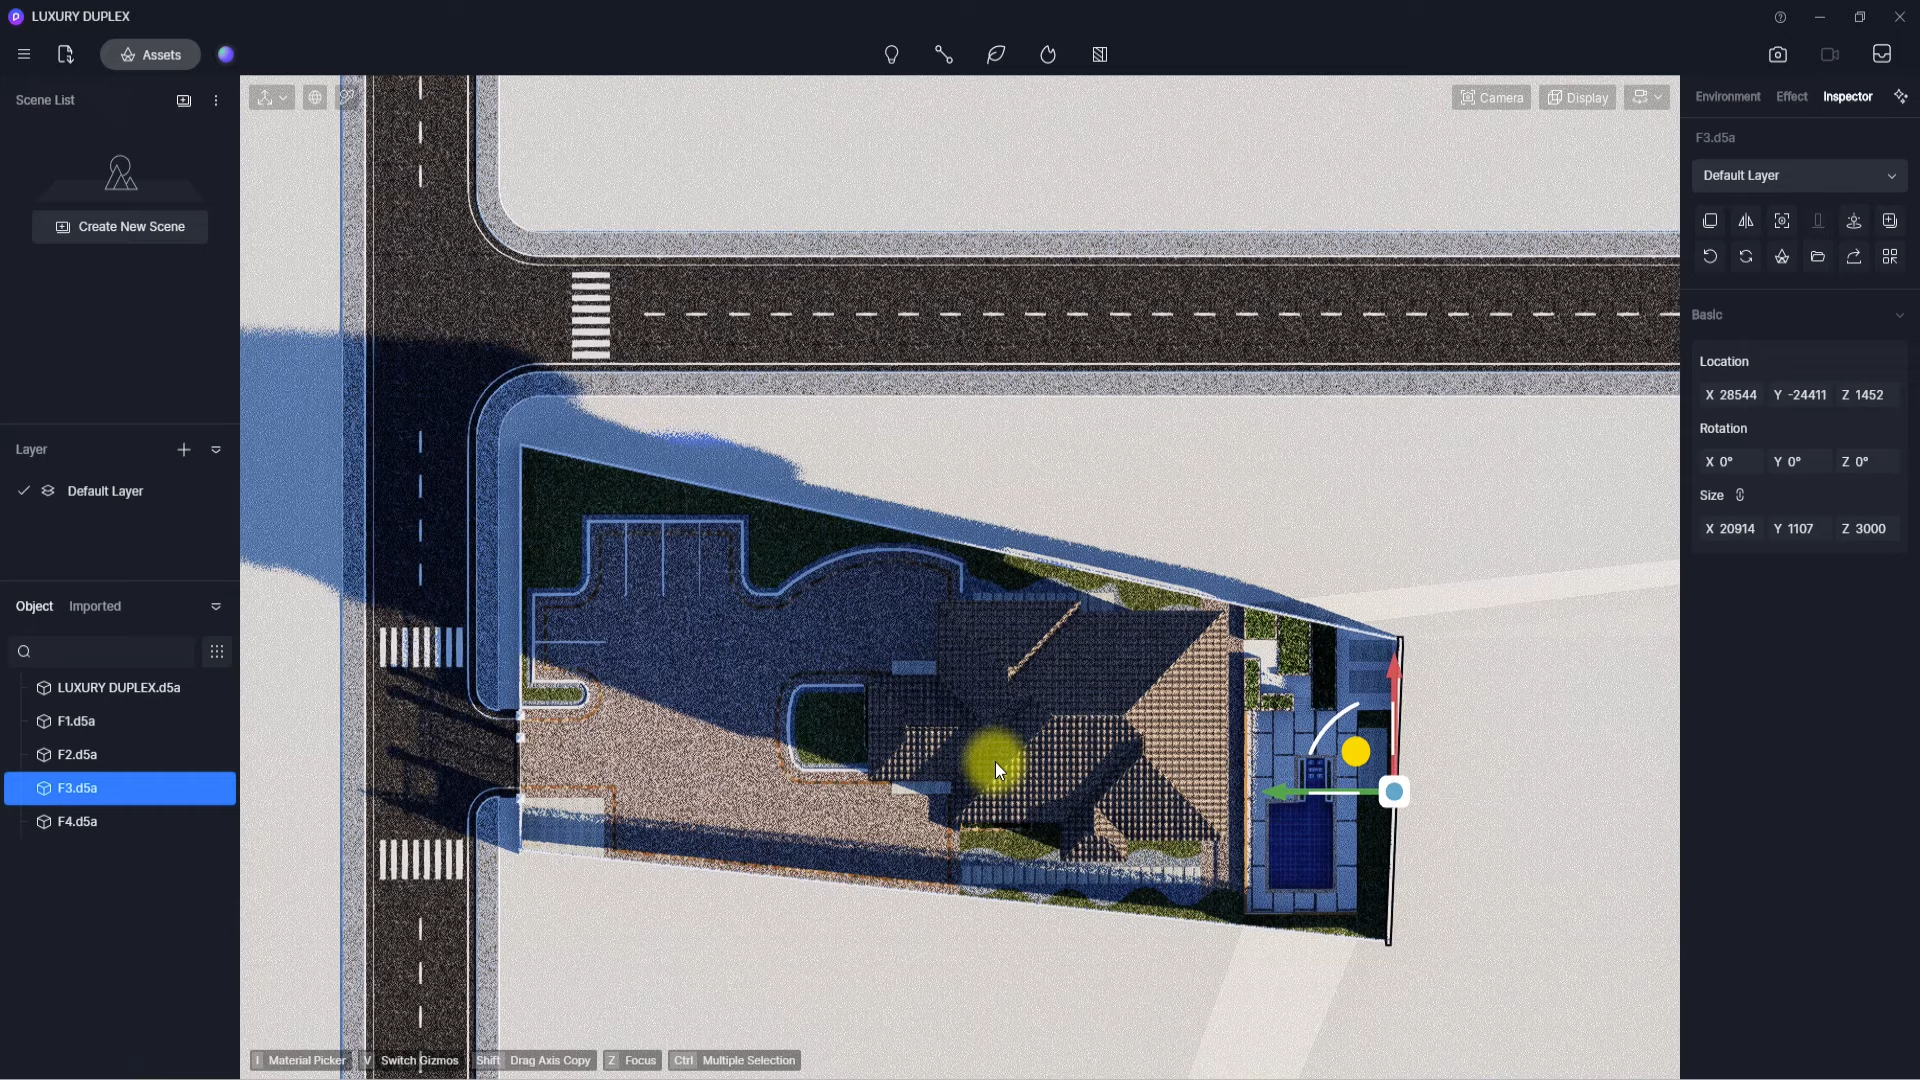 LUXURY DUPLEX
Assets
Scene List
Create New Scene
Layer
Default Layer
Object Imported
LUXURY DUPLEX.d5a
F1.d5a
F2.d5a
F3.d5a
F4.d5a
Camera Display
I Material Picker V Switch Gizmos Shift Drag Axis Copy Z Focus Ctrl Multiple Selection
Environment Effect Inspector
F3.d5a
Default Layer
Basic
Location
X 28544 Y -24411 Z 1452
Rotation
X 0° Y 0° Z 0°
Size
X 20914 Y 1107 Z 3000